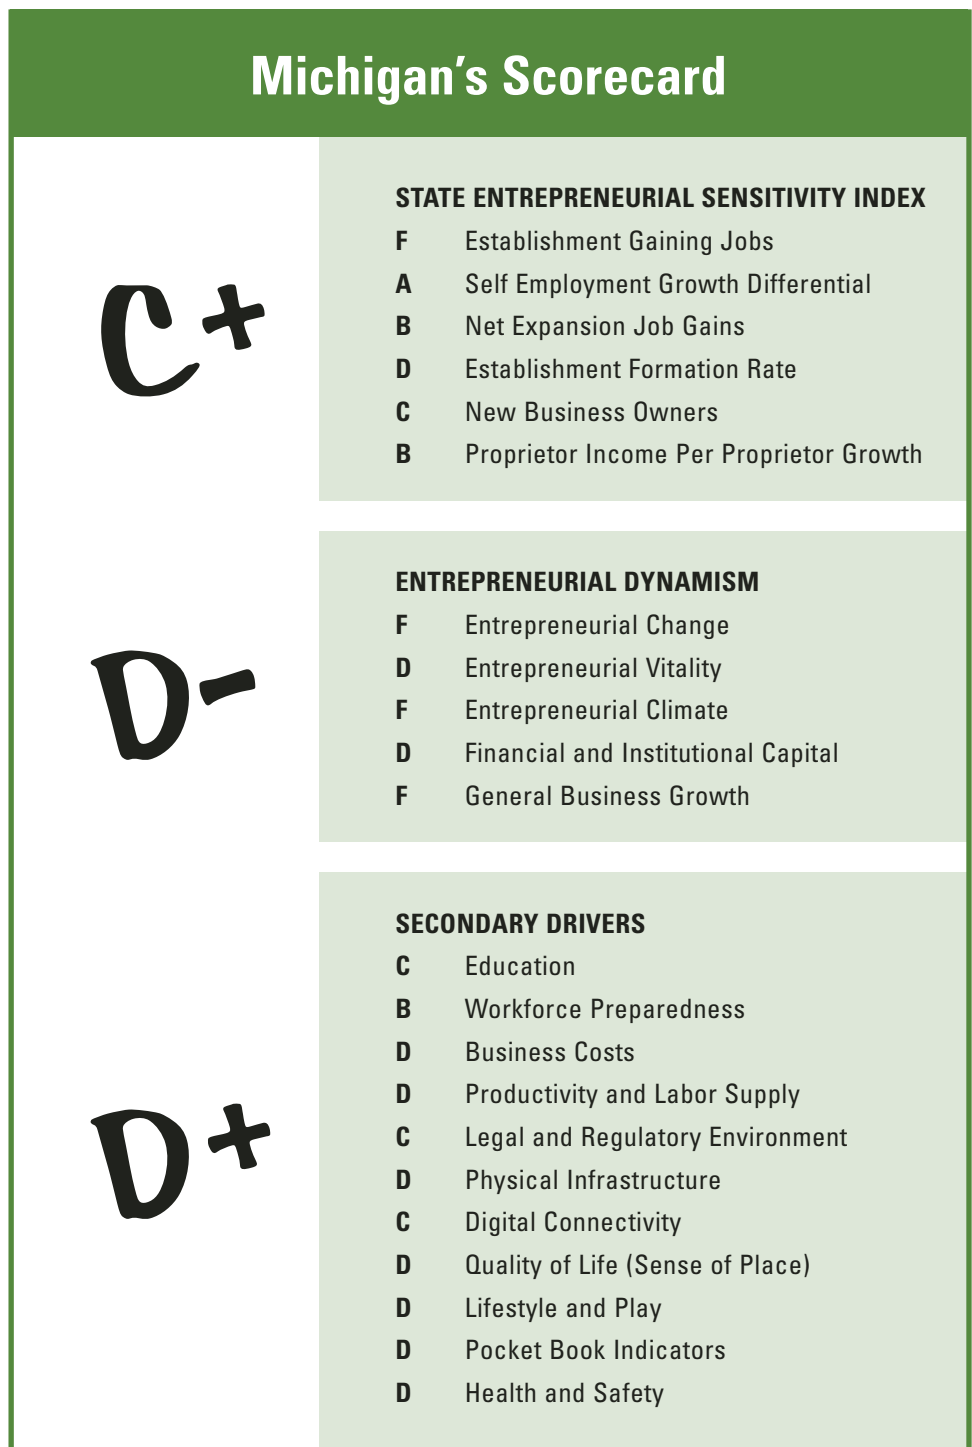 Michigan's Scorecard
C+
STATE ENTREPRENEURIAL SENSITIVITY INDEX
F Establishment Gaining Jobs
A Self Employment Growth Differential
B Net Expansion Job Gains
D Establishment Formation Rate
C New Business Owners
B Proprietor Income Per Proprietor Growth
D-
ENTREPRENEURIAL DYNAMISM
F Entrepreneurial Change
D Entrepreneurial Vitality
F Entrepreneurial Climate
D Financial and Institutional Capital
F General Business Growth
D+
SECONDARY DRIVERS
C Education
B Workforce Preparedness
D Business Costs
D Productivity and Labor Supply
C Legal and Regulatory Environment
D Physical Infrastructure
C Digital Connectivity
D Quality of Life (Sense of Place)
D Lifestyle and Play
D Pocket Book Indicators
D Health and Safety